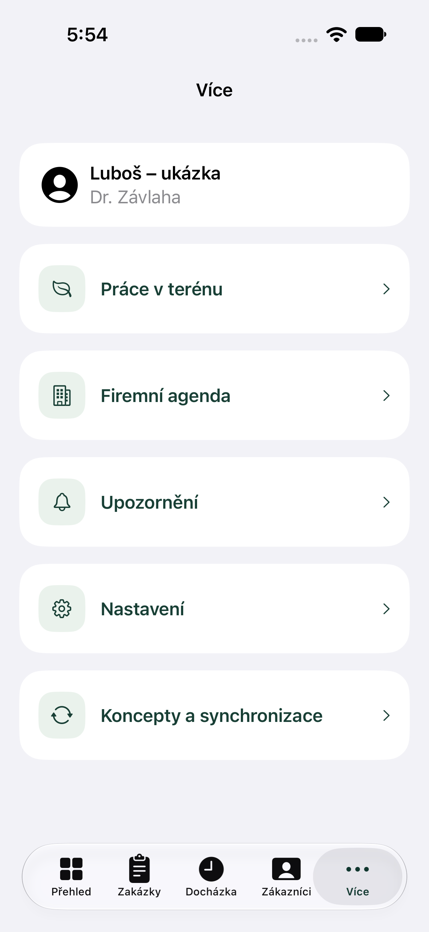 5:54
Více
Luboš – ukázka
Dr. Závlaha
Práce v terénu
Firemní agenda
Upozornění
Nastavení
Koncepty a synchronizace
Přehled
Zakázky
Docházka
Zákazníci
Více